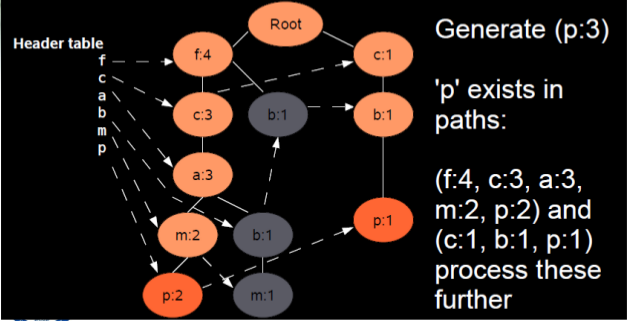 Header table
f
c
a
b
m
p
Root
f:4
c:1
c:3
b:1
b:1
a:3
m:2
b:1
p:1
p:2
m:1
Generate (p:3)
'p' exists in
paths:
(f:4, c:3, a:3,
m:2, p:2) and
(c:1, b:1, p:1)
process these
further